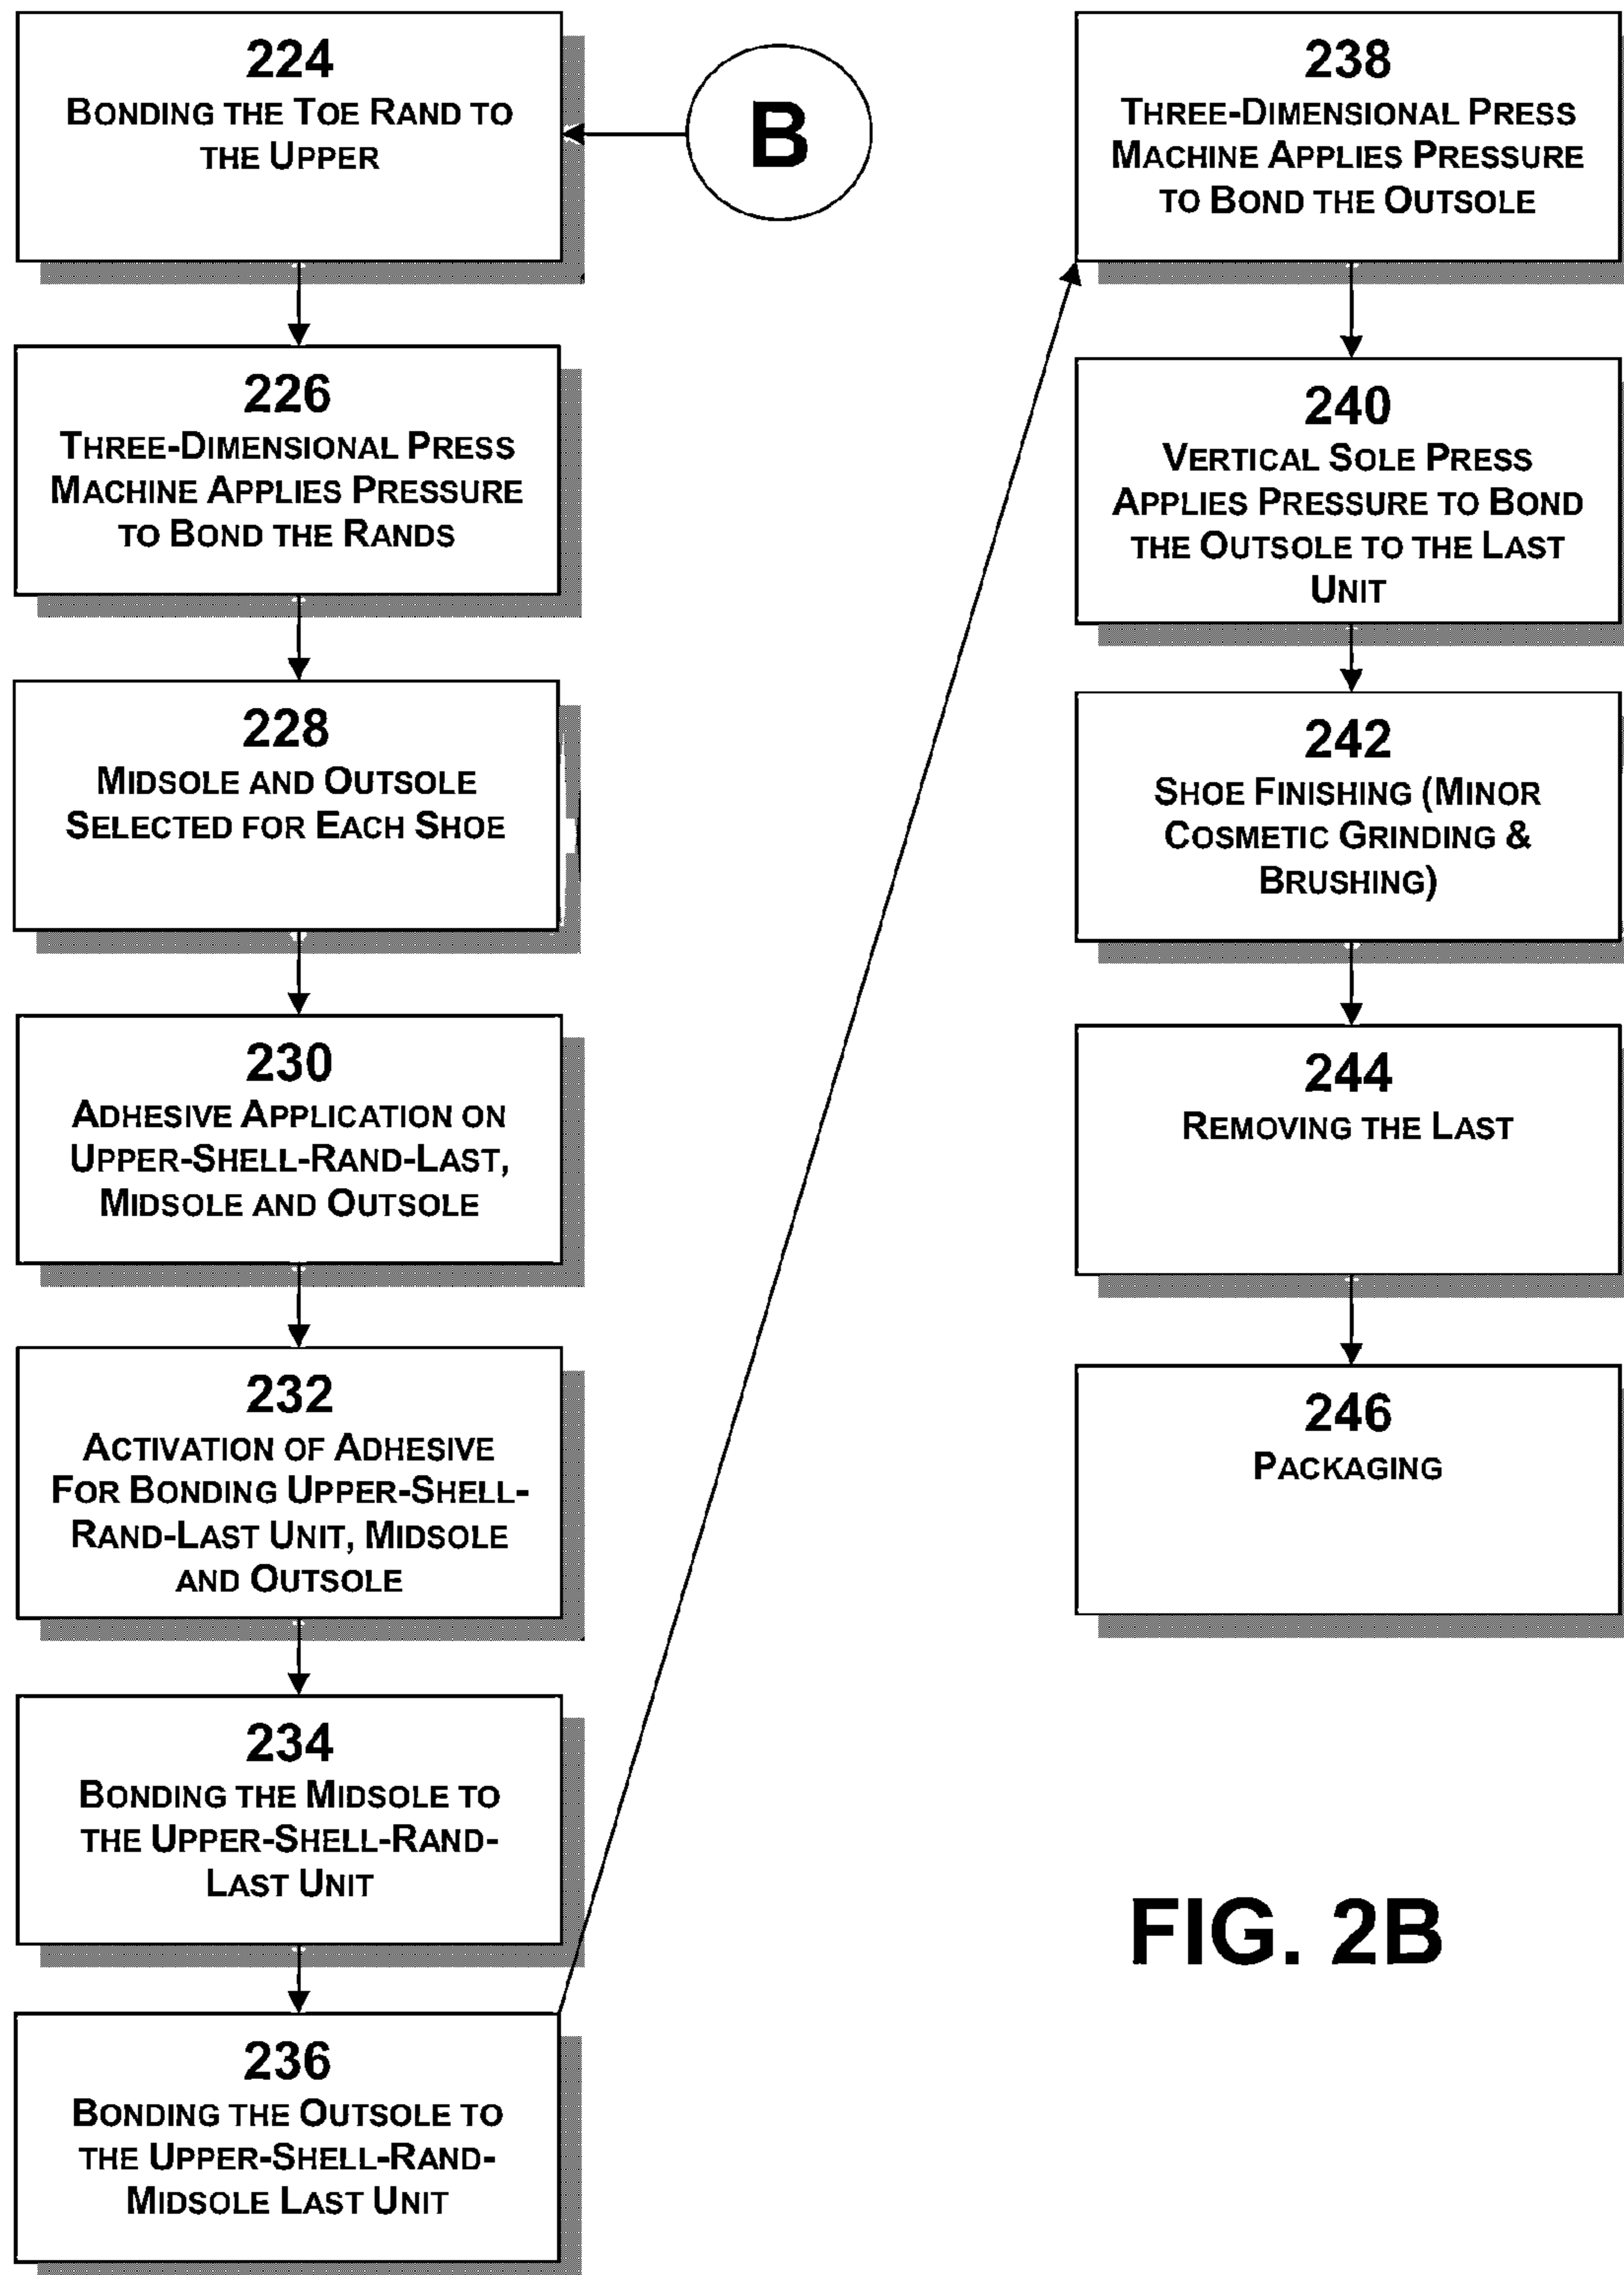 224
BONDING THE TOE RAND TO
THE UPPER
B
226
THREE-DIMENSIONAL PRESS
MACHINE APPLIES PRESSURE
TO BOND THE RANDS
228
MIDSOLE AND OUTSOLE
SELECTED FOR EACH SHOE
230
ADHESIVE APPLICATION ON
UPPER-SHELL-RAND-LAST,
MIDSOLE AND OUTSOLE
232
ACTIVATION OF ADHESIVE
FOR BONDING UPPER-SHELL-
RAND-LAST UNIT, MIDSOLE
AND OUTSOLE
234
BONDING THE MIDSOLE TO
THE UPPER-SHELL-RAND-
LAST UNIT
236
BONDING THE OUTSOLE TO
THE UPPER-SHELL-RAND-
MIDSOLE LAST UNIT
238
THREE-DIMENSIONAL PRESS
MACHINE APPLIES PRESSURE
TO BOND THE OUTSOLE
240
VERTICAL SOLE PRESS
APPLIES PRESSURE TO BOND
THE OUTSOLE TO THE LAST
UNIT
242
SHOE FINISHING (MINOR
COSMETIC GRINDING &
BRUSHING)
244
REMOVING THE LAST
246
PACKAGING
FIG. 2B